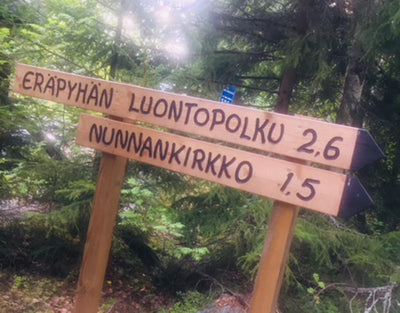 ERÄPYHÄN LUONTOPOLKU 2,6
NUNNANKIRKKO 1.5